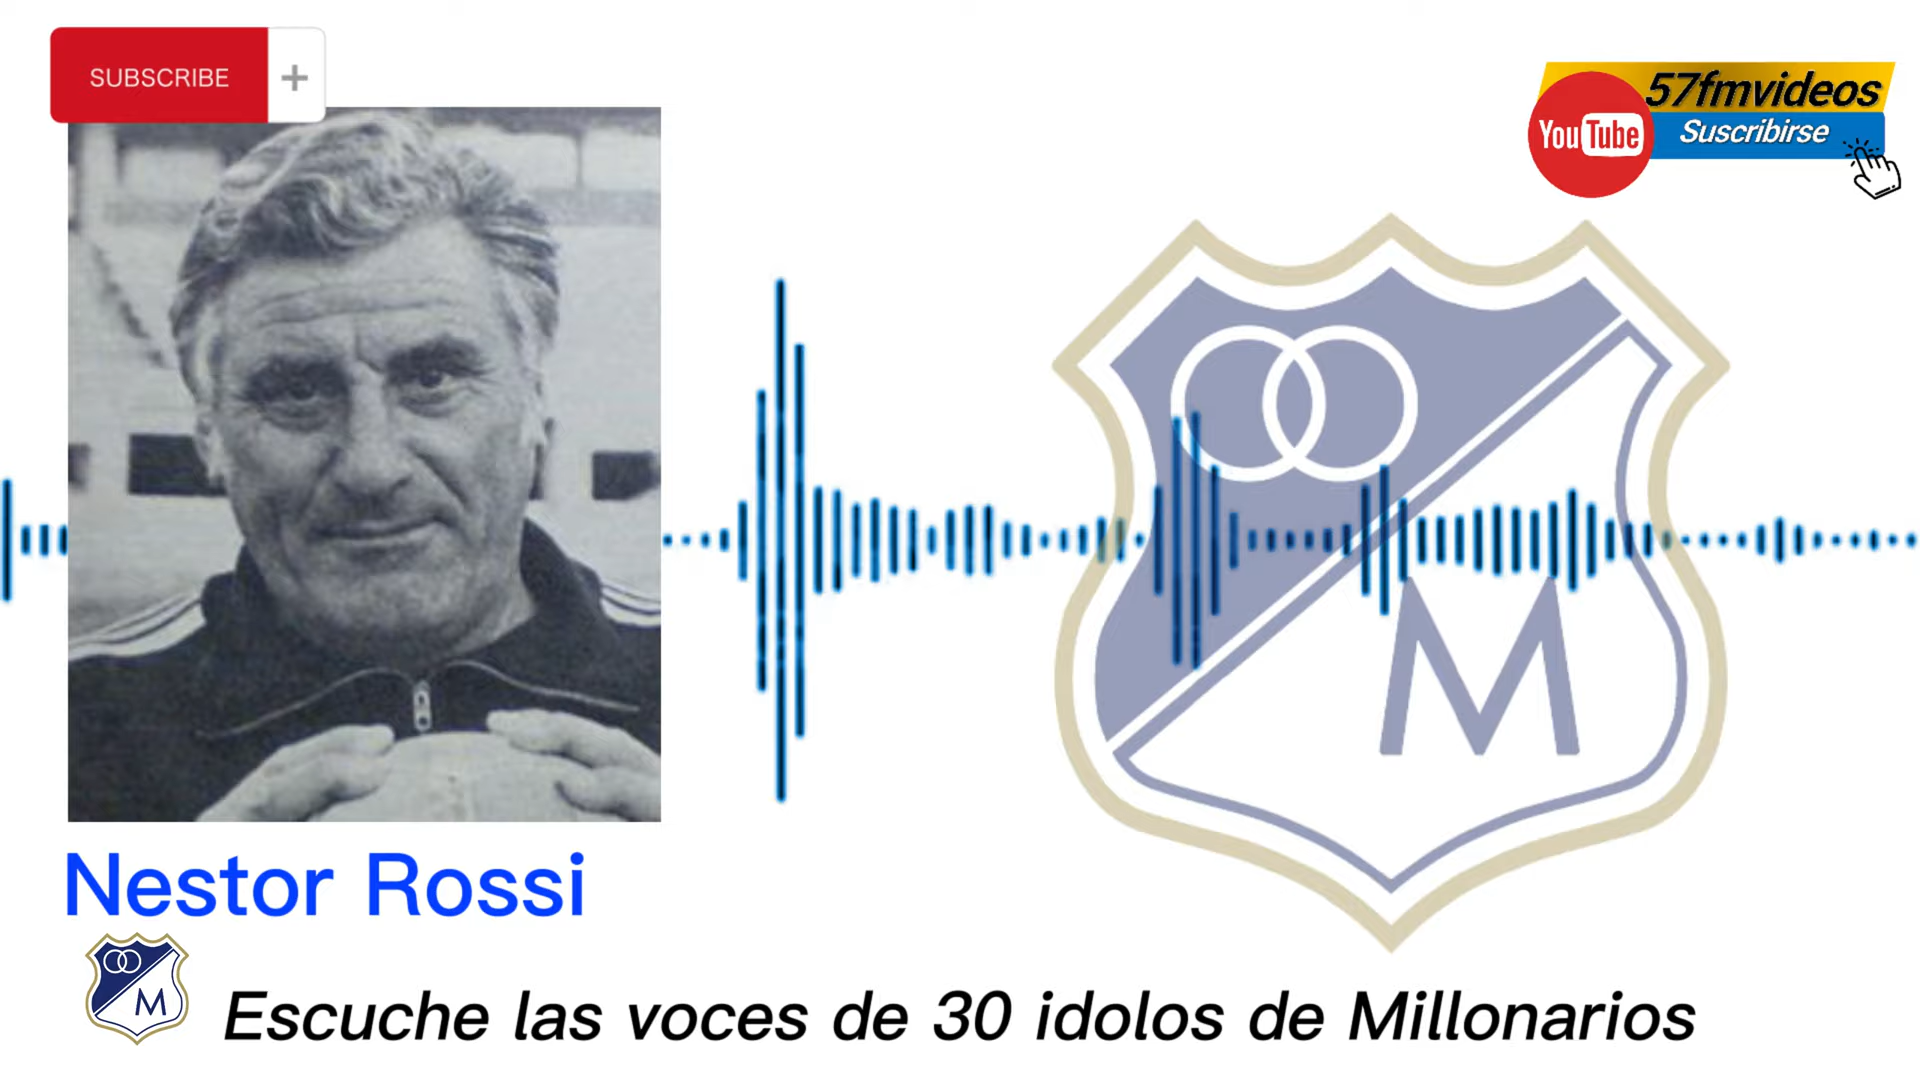 SUBSCRIBE +
57fmvideos
YouTube
Suscribirse
M
Nestor Rossi
M
Escuche las voces de 30 idolos de Millonarios